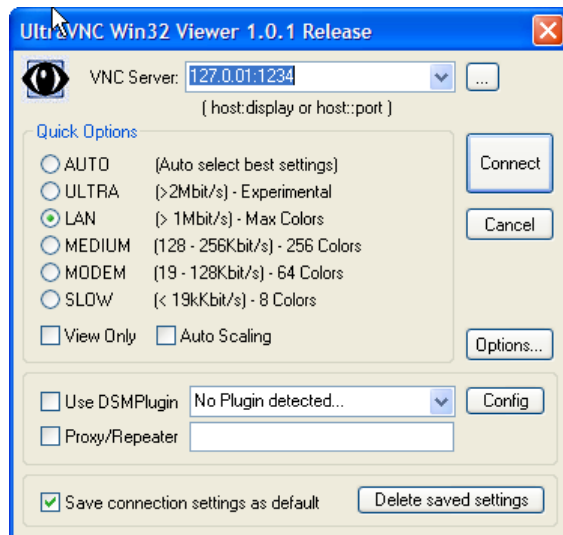 UltraVNC Win32 Viewer 1.0.1 Release
VNC Server: 127.0.01:1234 ...
( host:display or host::port )
Quick Options
AUTO (Auto select best settings)
ULTRA (>2Mbit/s) - Experimental
LAN (> 1Mbit/s) - Max Colors
MEDIUM (128 - 256Kbit/s) - 256 Colors
MODEM (19 - 128Kbit/s) - 64 Colors
SLOW (< 19kKbit/s) - 8 Colors
View Only Auto Scaling
Connect
Cancel
Options...
Use DSMPlugin No Plugin detected... Config
Proxy/Repeater
Save connection settings as default Delete saved settings